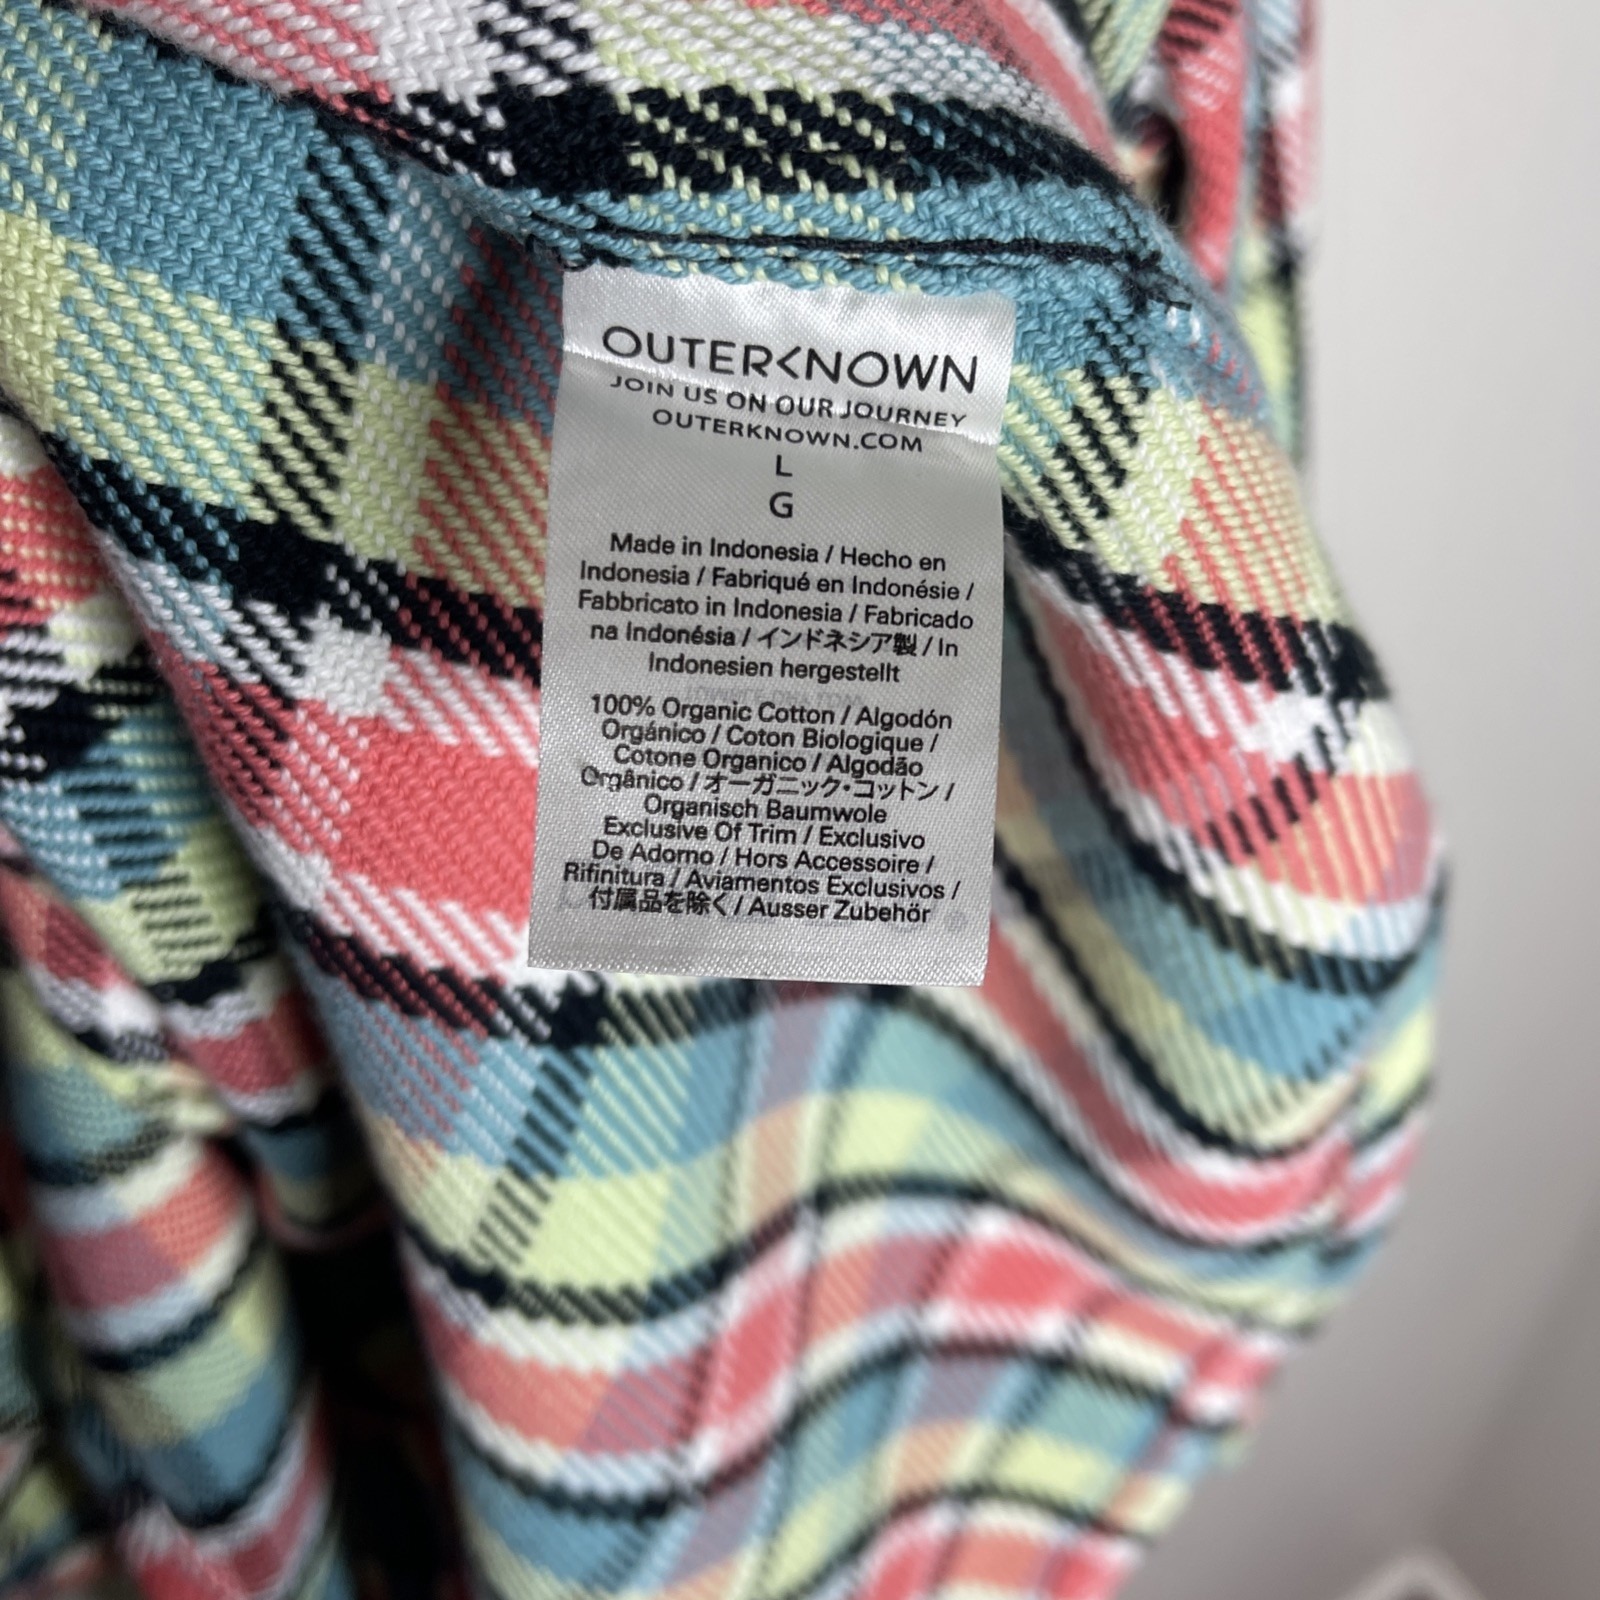 OUTERKNOWN
JOIN US ON OUR JOURNEY
OUTERKNOWN.COM
L
G
Made in Indonesia / Hecho en
Indonesia / Fabriqué en Indonésie /
Fabbricato in Indonesia / Fabricado
na Indonésia / インドネシア製 / In
Indonesien hergestellt
100% Organic Cotton / Algodón
Orgánico / Coton Biologique /
Cotone Organico / Algodão
Orgânico / オーガニック・コットン /
Organisch Baumwole
Exclusive Of Trim / Exclusivo
De Adorno / Hors Accessoire /
Rifinitura / Aviamentos Exclusivos /
付属品を除く / Ausser Zubehör